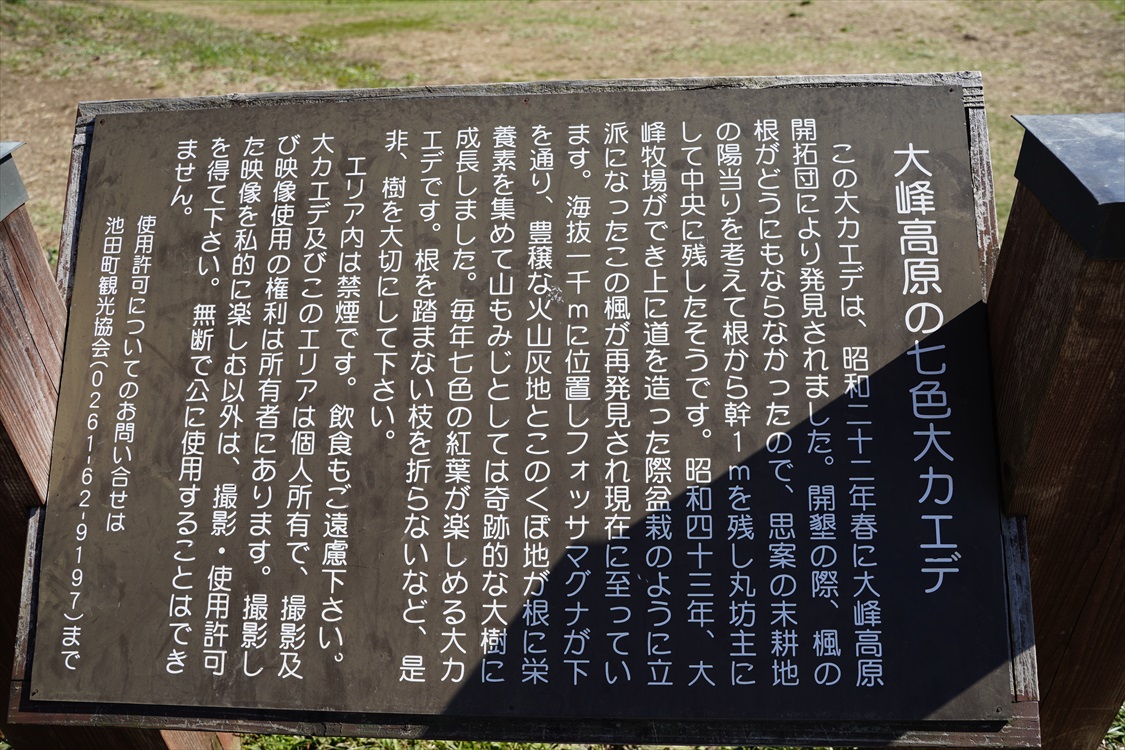 大峰高原の七色大カエデ
この大カエデは、昭和二十二年春に大峰高原
開拓団により発見されました。開墾の際、楓の
根がどうにもならなかったので、思案の末耕地
の陽当りを考えて根から幹1mを残し丸坊主に
して中央に残したそうです。昭和四十三年、大
峰牧場ができ上に道を造った際盆栽のように立
派になったこの楓が再発見され現在に至ってい
ます。海抜一千mに位置しフォッサマグナが下
を通り、豊穣な火山灰地とこのくぼ地が根に栄
養素を集めて山もみじとしては奇跡的な大樹に
成長しました。毎年七色の紅葉が楽しめる大カ
エデです。根を踏まない枝を折らないなど、是
非、樹を大切にして下さい。
エリア内は禁煙です。飲食もご遠慮下さい。
大カエデ及びこのエリアは個人所有で、撮影及
び映像使用の権利は所有者にあります。撮影し
た映像を私的に楽しむ以外は、撮影・使用許可
を得て下さい。無断で公に使用することはでき
ません。
使用許可についてのお問い合せは
池田町観光協会(0261-62-9197)まで